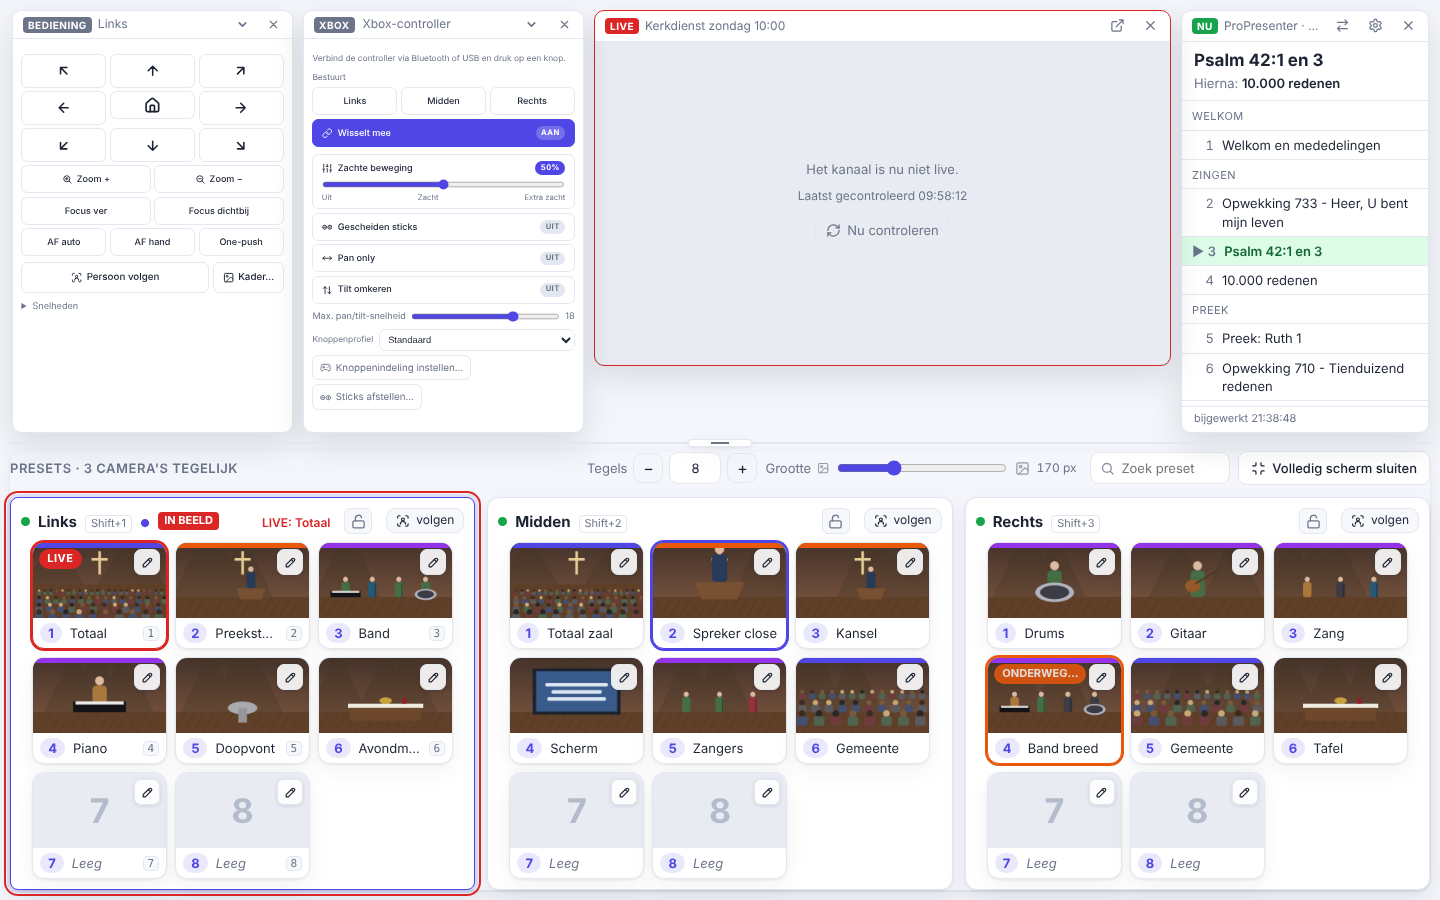 BEDIENING Links
Zoom +
Zoom −
Focus ver
Focus dichtbij
AF auto
AF hand
One-push
Persoon volgen
Kader...
Snelheden
XBOX Xbox-controller
Verbind de controller via Bluetooth of USB en druk op een knop.
Bestuurt
Links
Midden
Rechts
Wisselt mee AAN
Zachte beweging 50%
Uit
Zacht
Extra zacht
Gescheiden sticks UIT
Pan only UIT
Tilt omkeren UIT
Max. pan/tilt-snelheid 18
Knoppenprofiel Standaard
Knoppenindeling instellen...
Sticks afstellen...
LIVE Kerkdienst zondag 10:00
Het kanaal is nu niet live.
Laatst gecontroleerd 09:58:12
Nu controleren
NU ProPresenter · ...
Psalm 42:1 en 3
Hierna: 10.000 redenen
WELKOM
1 Welkom en mededelingen
ZINGEN
2 Opwekking 733 - Heer, U bent
mijn leven
▶ 3 Psalm 42:1 en 3
4 10.000 redenen
PREEK
5 Preek: Ruth 1
6 Opwekking 710 - Tienduizend
redenen
bijgewerkt 21:38:48
PRESETS · 3 CAMERA'S TEGELIJK
Tegels − 8 + Grootte 170 px
Zoek preset
Volledig scherm sluiten
Links Shift+1 IN BEELD LIVE: Totaal volgen
LIVE
1 Totaal 1
2 Preekst... 2
3 Band 3
4 Piano 4
5 Doopvont 5
6 Avondm... 6
7
8
7 Leeg 7
8 Leeg 8
Midden Shift+2 volgen
1 Totaal zaal
2 Spreker close
3 Kansel
4 Scherm
5 Zangers
6 Gemeente
7
8
7 Leeg
8 Leeg
Rechts Shift+3 volgen
1 Drums
2 Gitaar
3 Zang
ONDERWEG...
4 Band breed
5 Gemeente
6 Tafel
7
8
7 Leeg
8 Leeg